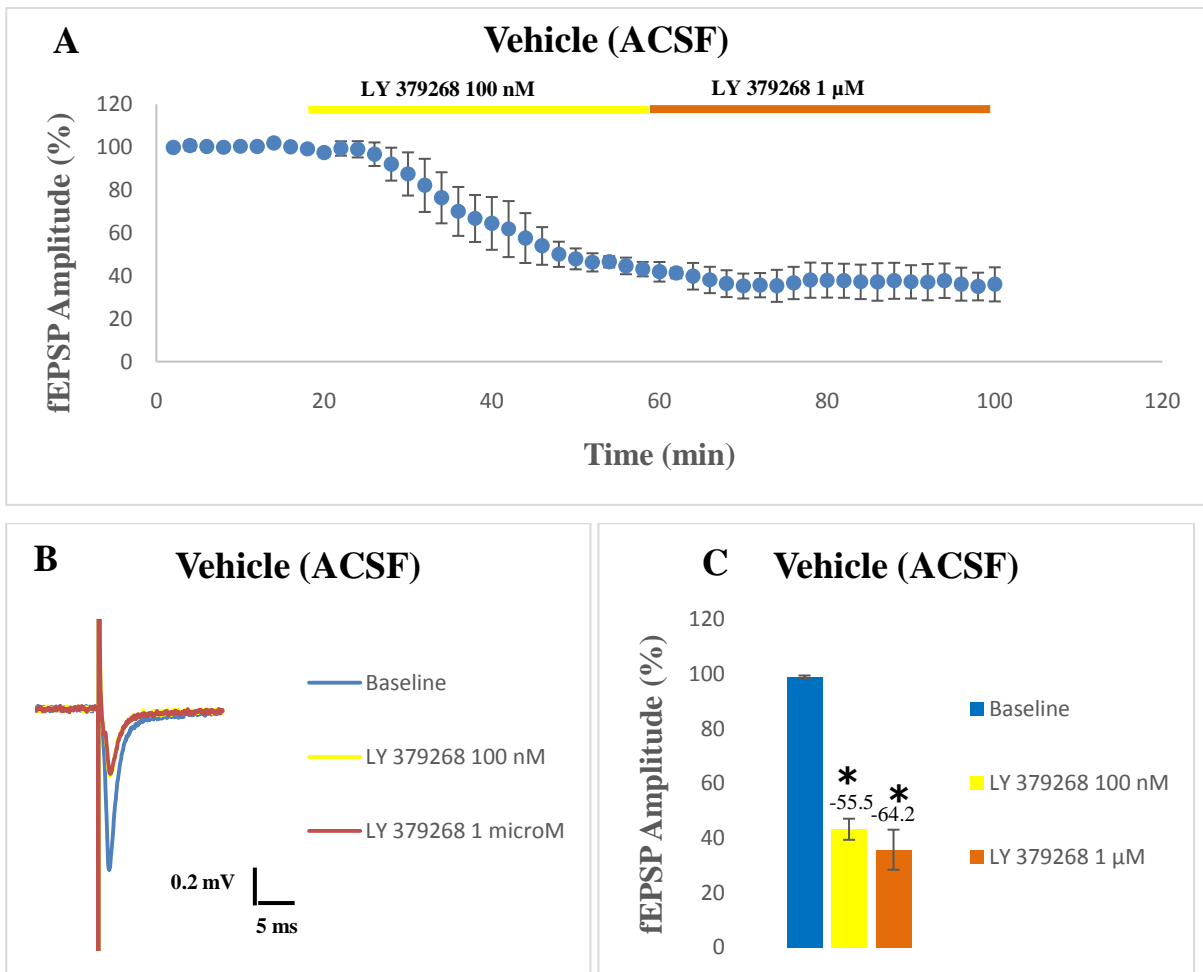 A
Vehicle (ACSF)
LY 379268 100 nM
LY 379268 1 µM
fEPSP Amplitude (%)
120
100
80
60
40
20
0
0
20
40
60
80
100
120
Time (min)
B
Vehicle (ACSF)
Baseline
LY 379268 100 nM
LY 379268 1 microM
0.2 mV
5 ms
C
Vehicle (ACSF)
fEPSP Amplitude (%)
120
100
80
60
40
20
0
*
-55.5
*
-64.2
Baseline
LY 379268 100 nM
LY 379268 1 µM